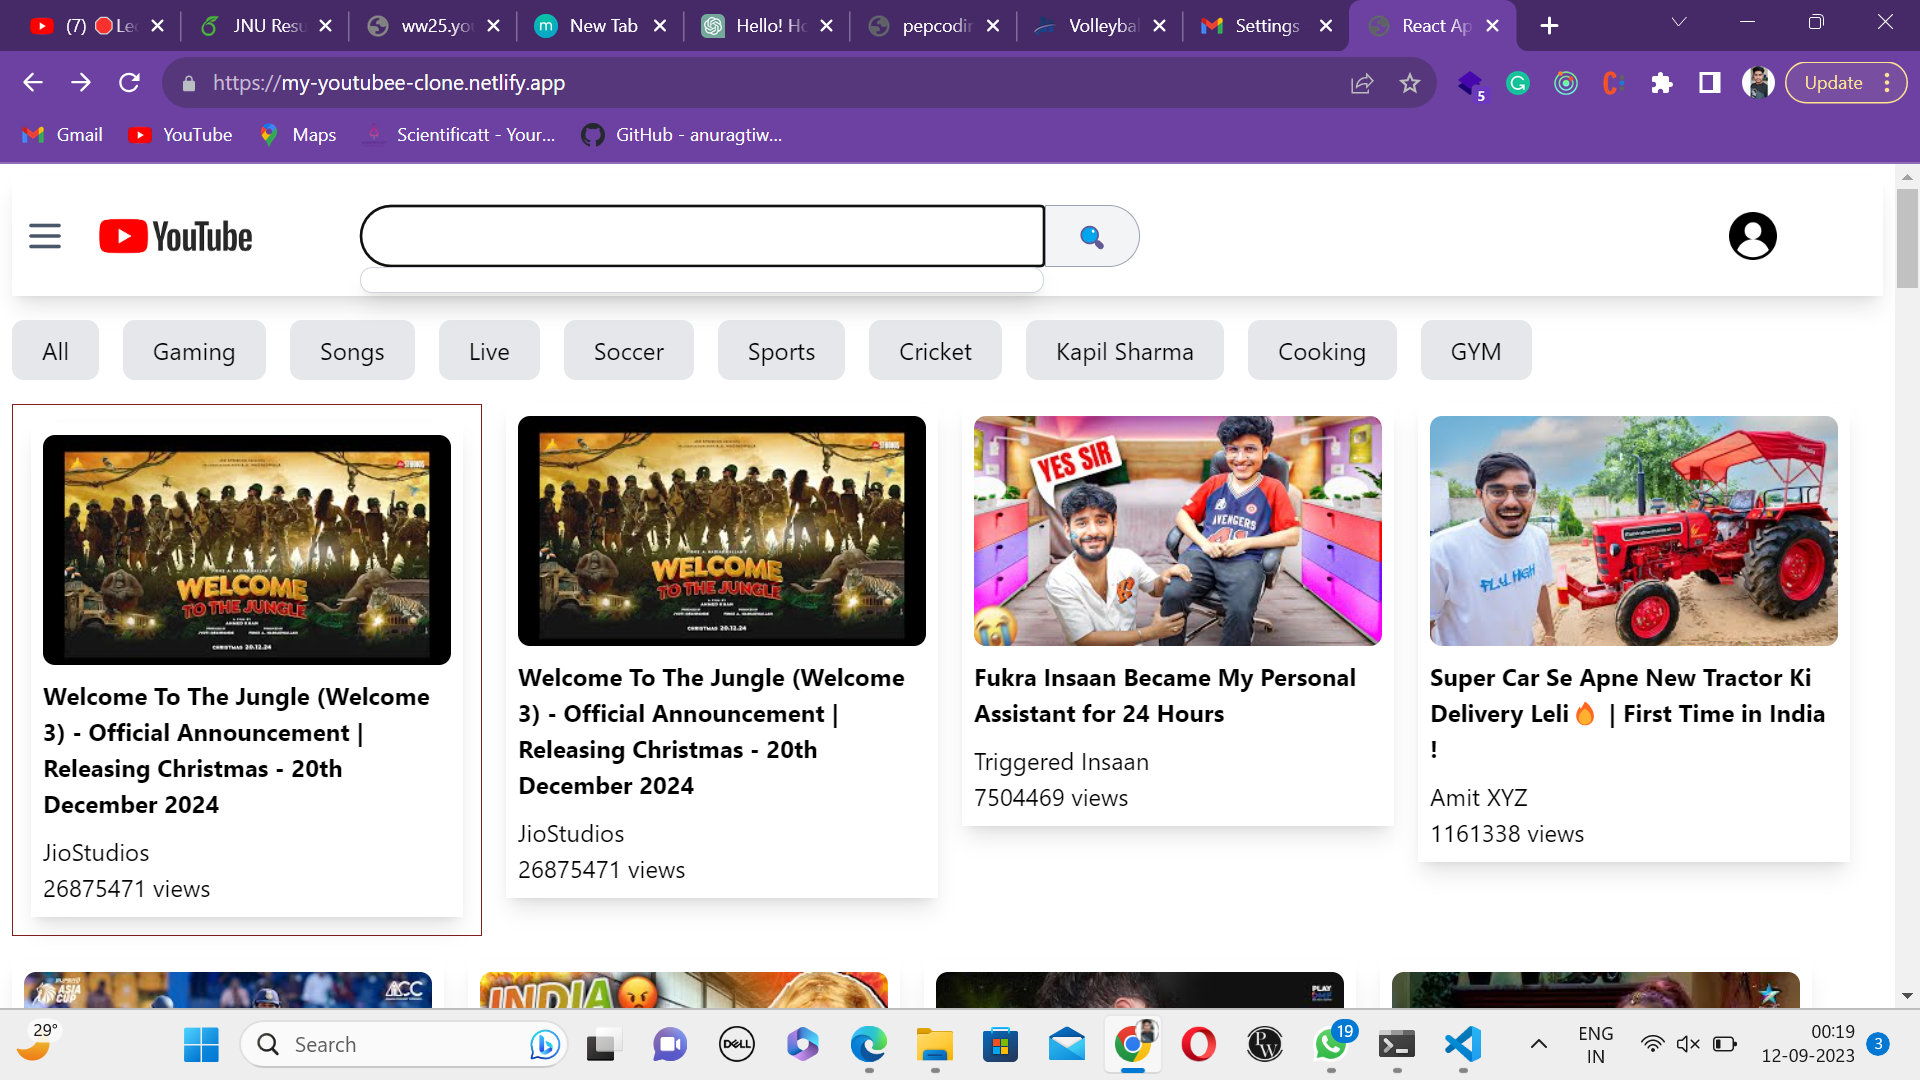 (7) 🛑Lee
JNU Resu
ww25.you
New Tab
Hello! Ho
pepcodin
Volleybal
Settings
React Ap
https://my-youtubee-clone.netlify.app
5
Update
Gmail
YouTube
Maps
Scientificatt - Your...
GitHub - anuragtiw...
YouTube
All
Gaming
Songs
Live
Soccer
Sports
Cricket
Kapil Sharma
Cooking
GYM
WELCOME
TO THE JUNGLE
CHRISTMAS 20.12.24
Welcome To The Jungle (Welcome
3) - Official Announcement |
Releasing Christmas - 20th
December 2024
JioStudios
26875471 views
WELCOME
TO THE JUNGLE
CHRISTMAS 20.12.24
Welcome To The Jungle (Welcome
3) - Official Announcement |
Releasing Christmas - 20th
December 2024
JioStudios
26875471 views
YES SIR
AVENGERS
Fukra Insaan Became My Personal
Assistant for 24 Hours
Triggered Insaan
7504469 views
FLY HIGH
Super Car Se Apne New Tractor Ki
Delivery Leli🔥 | First Time in India
!
Amit XYZ
1161338 views
ASIA
CUP
ACC
INDIA
PLAY
29°
Search
DELL
PW
19
ENG
IN
00:19
12-09-2023
3